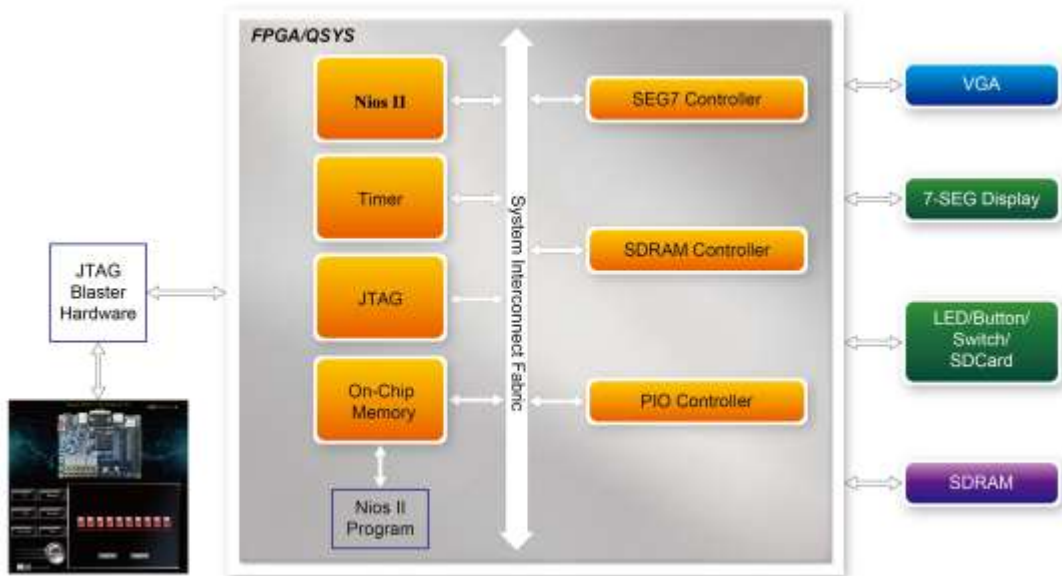 FPGA/QSYS
Nios II
Timer
JTAG
On-Chip
Memory
Nios II
Program
System Interconnect Fabric
SEG7 Controller
SDRAM Controller
PIO Controller
JTAG
Blaster
Hardware
VGA
7-SEG Display
LED/Button/
Switch/
SDCard
SDRAM